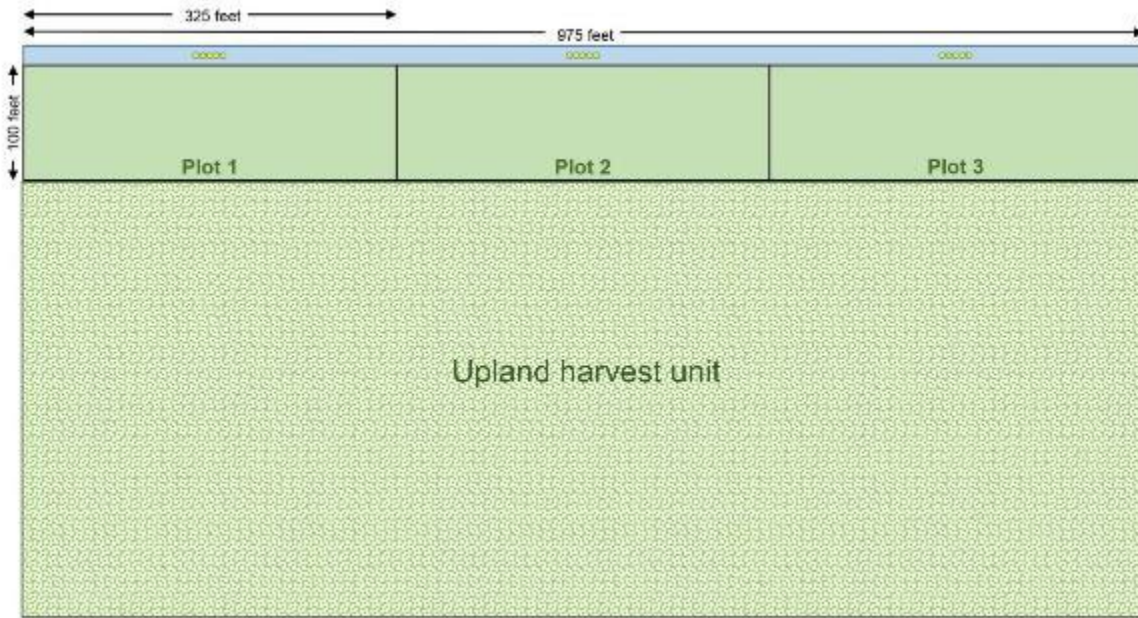 325 feet
975 feet
100 feet
Plot 1
Plot 2
Plot 3
Upland harvest unit